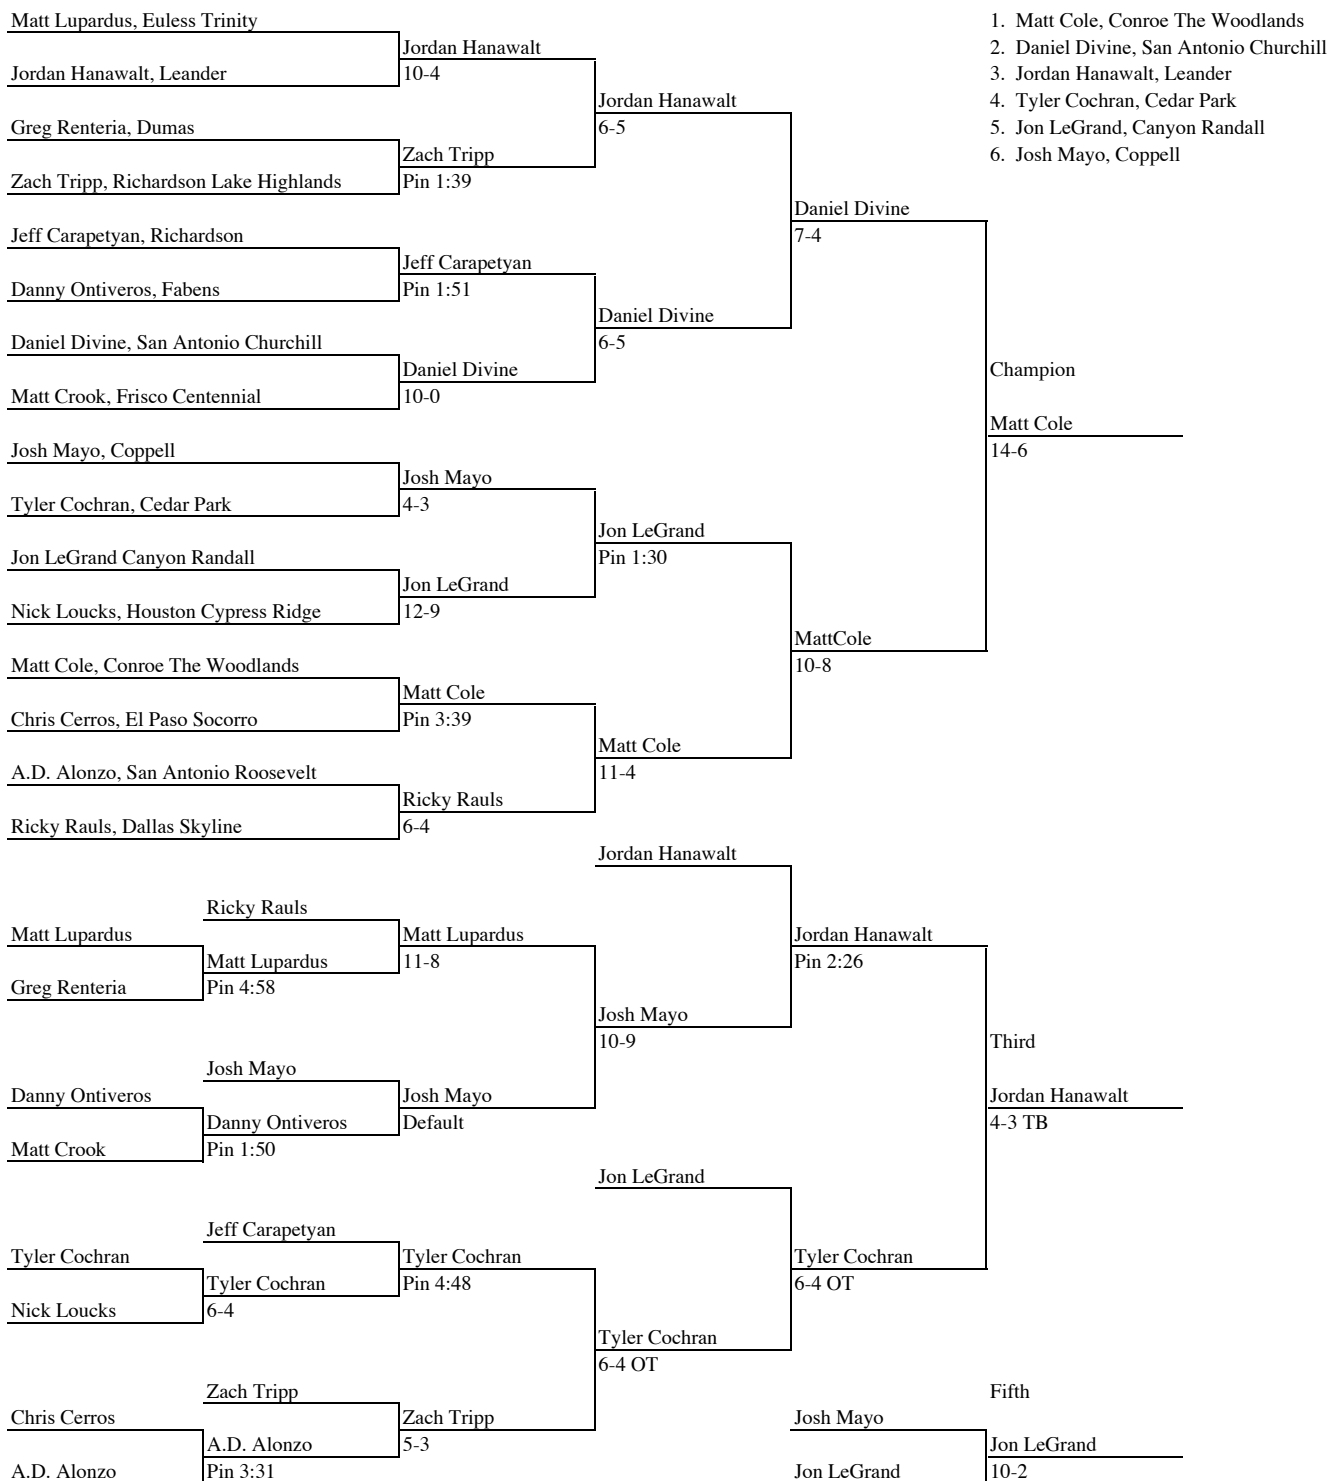 Matt Lupardus, Euless Trinity
1. Matt Cole, Conroe The Woodlands
Jordan Hanawalt
2. Daniel Divine, San Antonio Churchill
Jordan Hanawalt, Leander
10-4
3. Jordan Hanawalt, Leander
Jordan Hanawalt
4. Tyler Cochran, Cedar Park
Greg Renteria, Dumas
6-5
5. Jon LeGrand, Canyon Randall
Zach Tripp
6. Josh Mayo, Coppell
Zach Tripp, Richardson Lake Highlands
Pin 1:39
Daniel Divine
Jeff Carapetyan, Richardson
7-4
Jeff Carapetyan
Danny Ontiveros, Fabens
Pin 1:51
Daniel Divine
Daniel Divine, San Antonio Churchill
6-5
Daniel Divine
Champion
Matt Crook, Frisco Centennial
10-0
Matt Cole
Josh Mayo, Coppell
14-6
Josh Mayo
Tyler Cochran, Cedar Park
4-3
Jon LeGrand
Jon LeGrand Canyon Randall
Pin 1:30
Jon LeGrand
Nick Loucks, Houston Cypress Ridge
12-9
MattCole
Matt Cole, Conroe The Woodlands
10-8
Matt Cole
Chris Cerros, El Paso Socorro
Pin 3:39
Matt Cole
A.D. Alonzo, San Antonio Roosevelt
11-4
Ricky Rauls
Ricky Rauls, Dallas Skyline
6-4
Jordan Hanawalt
Ricky Rauls
Matt Lupardus
Matt Lupardus
Jordan Hanawalt
Matt Lupardus
11-8
Pin 2:26
Greg Renteria
Pin 4:58
Josh Mayo
10-9
Third
Josh Mayo
Danny Ontiveros
Josh Mayo
Jordan Hanawalt
Danny Ontiveros
Default
4-3 TB
Matt Crook
Pin 1:50
Jon LeGrand
Jeff Carapetyan
Tyler Cochran
Tyler Cochran
Tyler Cochran
Tyler Cochran
Pin 4:48
6-4 OT
Nick Loucks
6-4
Tyler Cochran
6-4 OT
Zach Tripp
Fifth
Chris Cerros
Zach Tripp
Josh Mayo
A.D. Alonzo
5-3
Jon LeGrand
A.D. Alonzo
Pin 3:31
Jon LeGrand
10-2